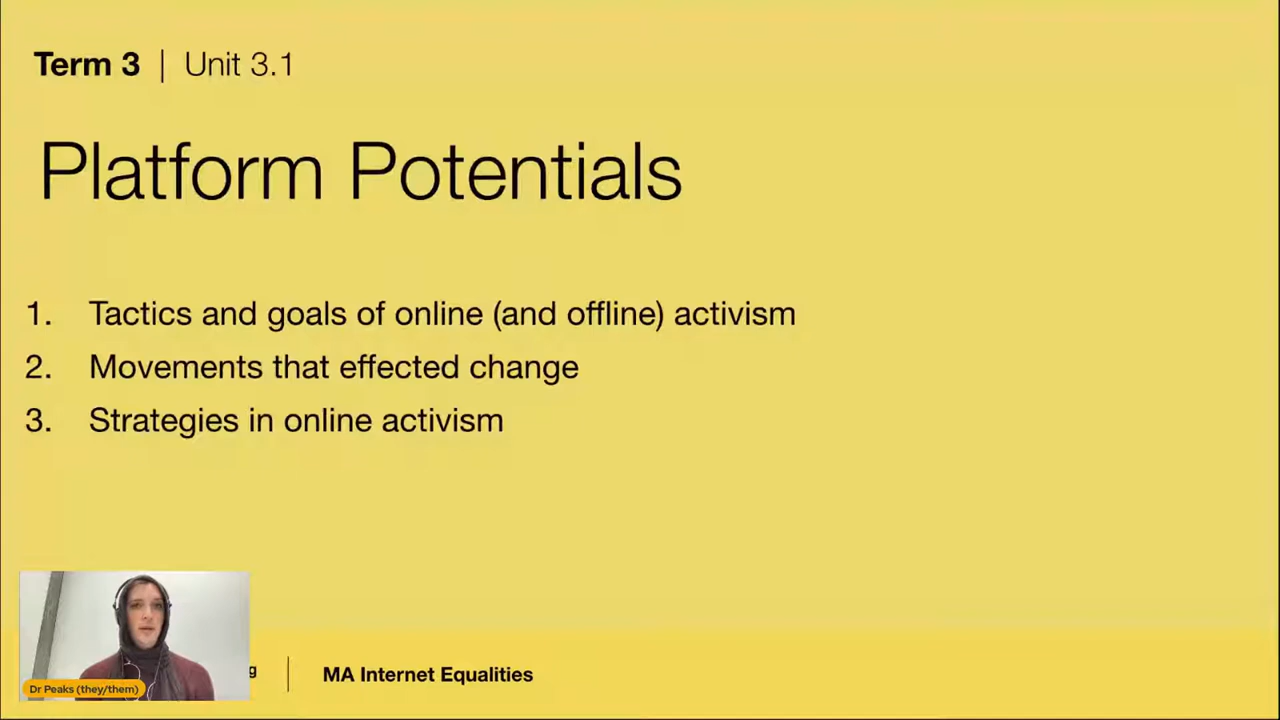 Term 3 | Unit 3.1
Platform Potentials
1. Tactics and goals of online (and offline) activism
2. Movements that effected change
3. Strategies in online activism
MA Internet Equalities
Dr Peaks (they/them)